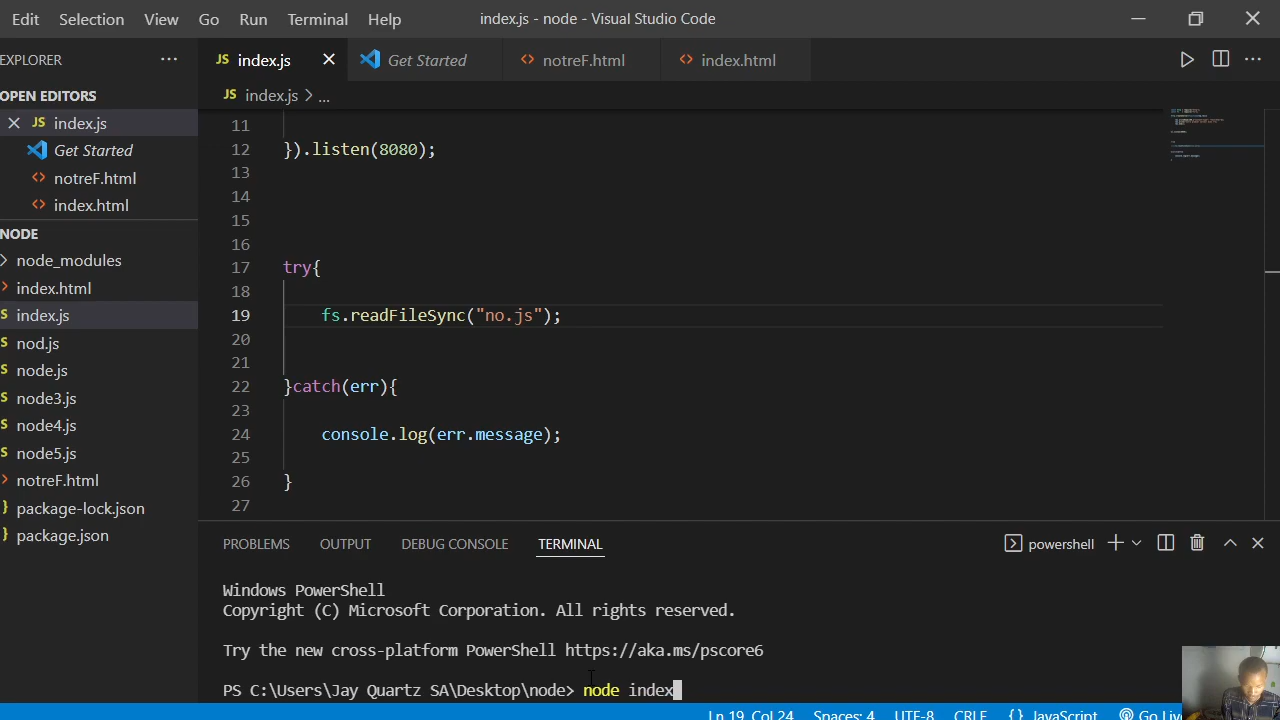 Edit Selection View Go Run Terminal Help index.js - node - Visual Studio Code
EXPLORER
OPEN EDITORS
JS index.js
Get Started
notreF.html
index.html
NODE
node_modules
index.html
index.js
nod.js
node.js
node3.js
node4.js
node5.js
notreF.html
package-lock.json
package.json
JS index.js Get Started notreF.html index.html
JS index.js > ...
11
12 }).listen(8080);
13
14
15
16
17 try{
18
19 fs.readFileSync("no.js");
20
21
22 }catch(err){
23
24 console.log(err.message);
25
26 }
27
PROBLEMS OUTPUT DEBUG CONSOLE TERMINAL powershell
Windows PowerShell
Copyright (C) Microsoft Corporation. All rights reserved.
Try the new cross-platform PowerShell https://aka.ms/pscore6
PS C:\Users\Jay Quartz SA\Desktop\node> node index
Ln 19, Col 24 Spaces: 4 UTF-8 CRLF {} JavaScript Go Liv